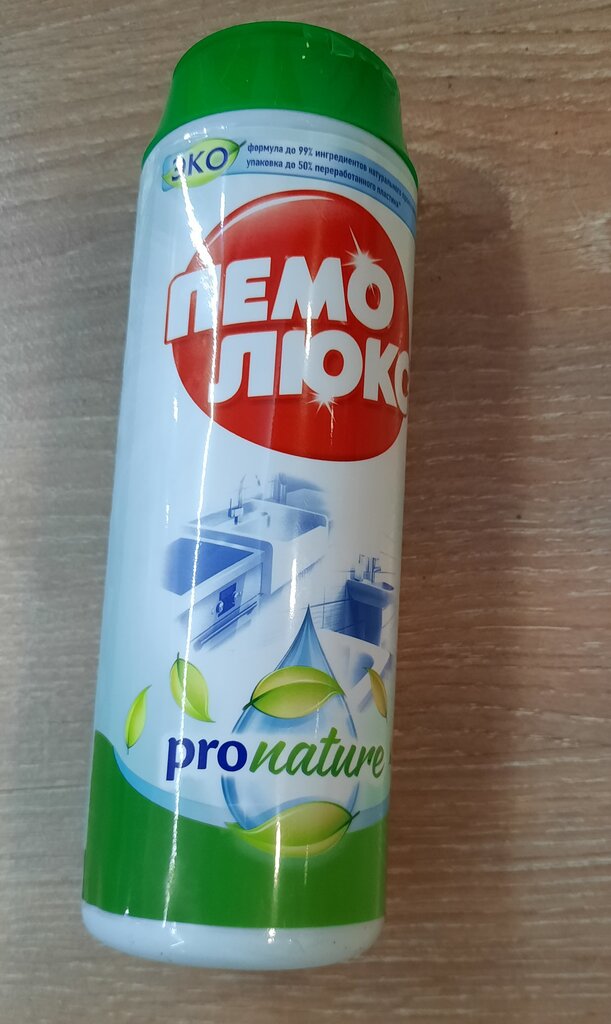 ЭКО
формула до 99% ингредиентов натурального
упаковка до 50% переработанного пластика*
ПЕМО
ЛЮКС
pronature